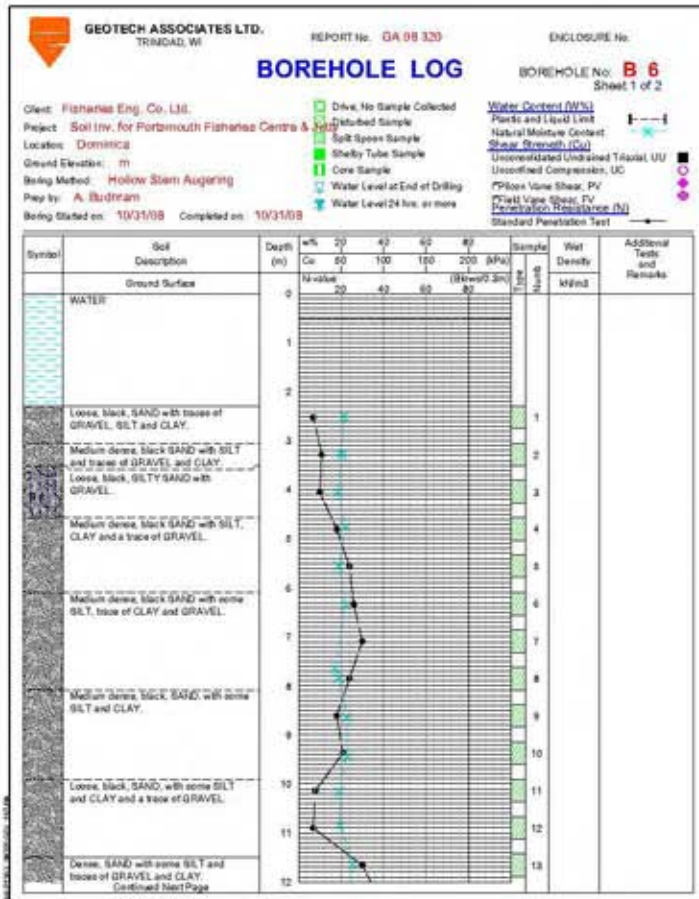 GEOTECH ASSOCIATES LTD.
TRINIDAD, WI
REPORT No. GA 08 320
ENCLOSURE No.
BOREHOLE LOG
BOREHOLE No: B 6
Sheet 1 of 2
Client: Fisheries Eng. Co. Ltd.
Project: Soil Inv. for Portsmouth Fisheries Centre &
Location: Dominica
Ground Elevation: m
Boring Method: Hollow Stem Augering
Prep by: A. Budhram
Boring Started on: 10/31/08 Completed on: 10/31/08
Drive, No Sample Collected
Disturbed Sample
Split Spoon Sample
Shelby Tube Sample
Core Sample
Water Level at End of Drilling
Water Level 24 hrs. or more
Water Content (W%)
Plastic and Liquid Limit
Natural Moisture Content
Shear Strength (Cu)
Unconsolidated Undrained Triaxial, UU
Unconfined Compression, UC
Pilcon Vane Shear, PV
Field Vane Shear, FV
Penetration Resistance (N)
Standard Penetration Test
Symbol
Soil
Description
Depth
(m)
w% 20 40 60 80
Cu 50 100 150 200 (kPa)
Sample
Wet
Density
Additional
Tests
and
Remarks
Ground Surface
N-value (Blows/0.3m)
20 40 60 80
Type
Numb
kN/m3
0
WATER
1
2
Loose, black, SAND with traces of
GRAVEL, SILT and CLAY.
1
3
Medium dense, black SAND with SILT
and traces of GRAVEL and CLAY.
2
Loose, black, SILTY SAND with
GRAVEL.
4
3
Medium dense, black SAND with SILT,
CLAY and a trace of GRAVEL.
4
5
5
6
Medium dense, black SAND with some
SILT, trace of CLAY and GRAVEL.
6
7
7
8
8
Medium dense, black, SAND, with some
SILT and CLAY.
9
9
10
10
Loose, black, SAND, with some SILT
and CLAY and a trace of GRAVEL.
11
11
12
Dense, SAND with some SILT and
traces of GRAVEL and CLAY.
13
12
Continued Next Page